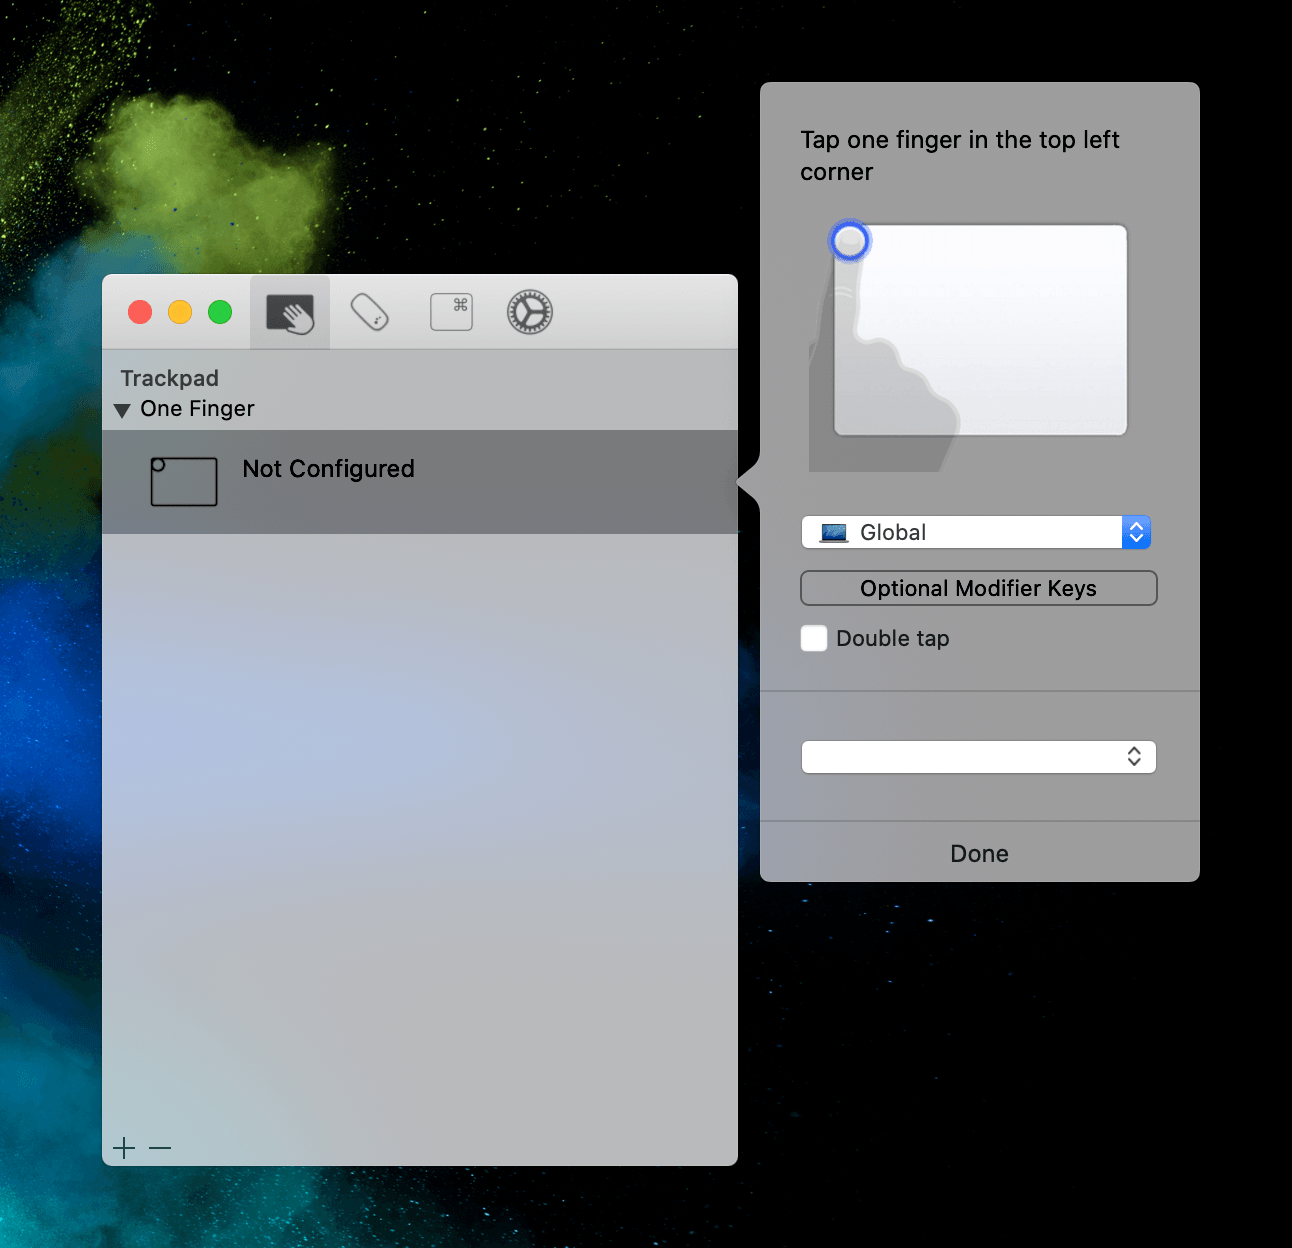 ⌘
Trackpad
One Finger
Not Configured
Tap one finger in the top left
corner
Global
Optional Modifier Keys
Double tap
Done